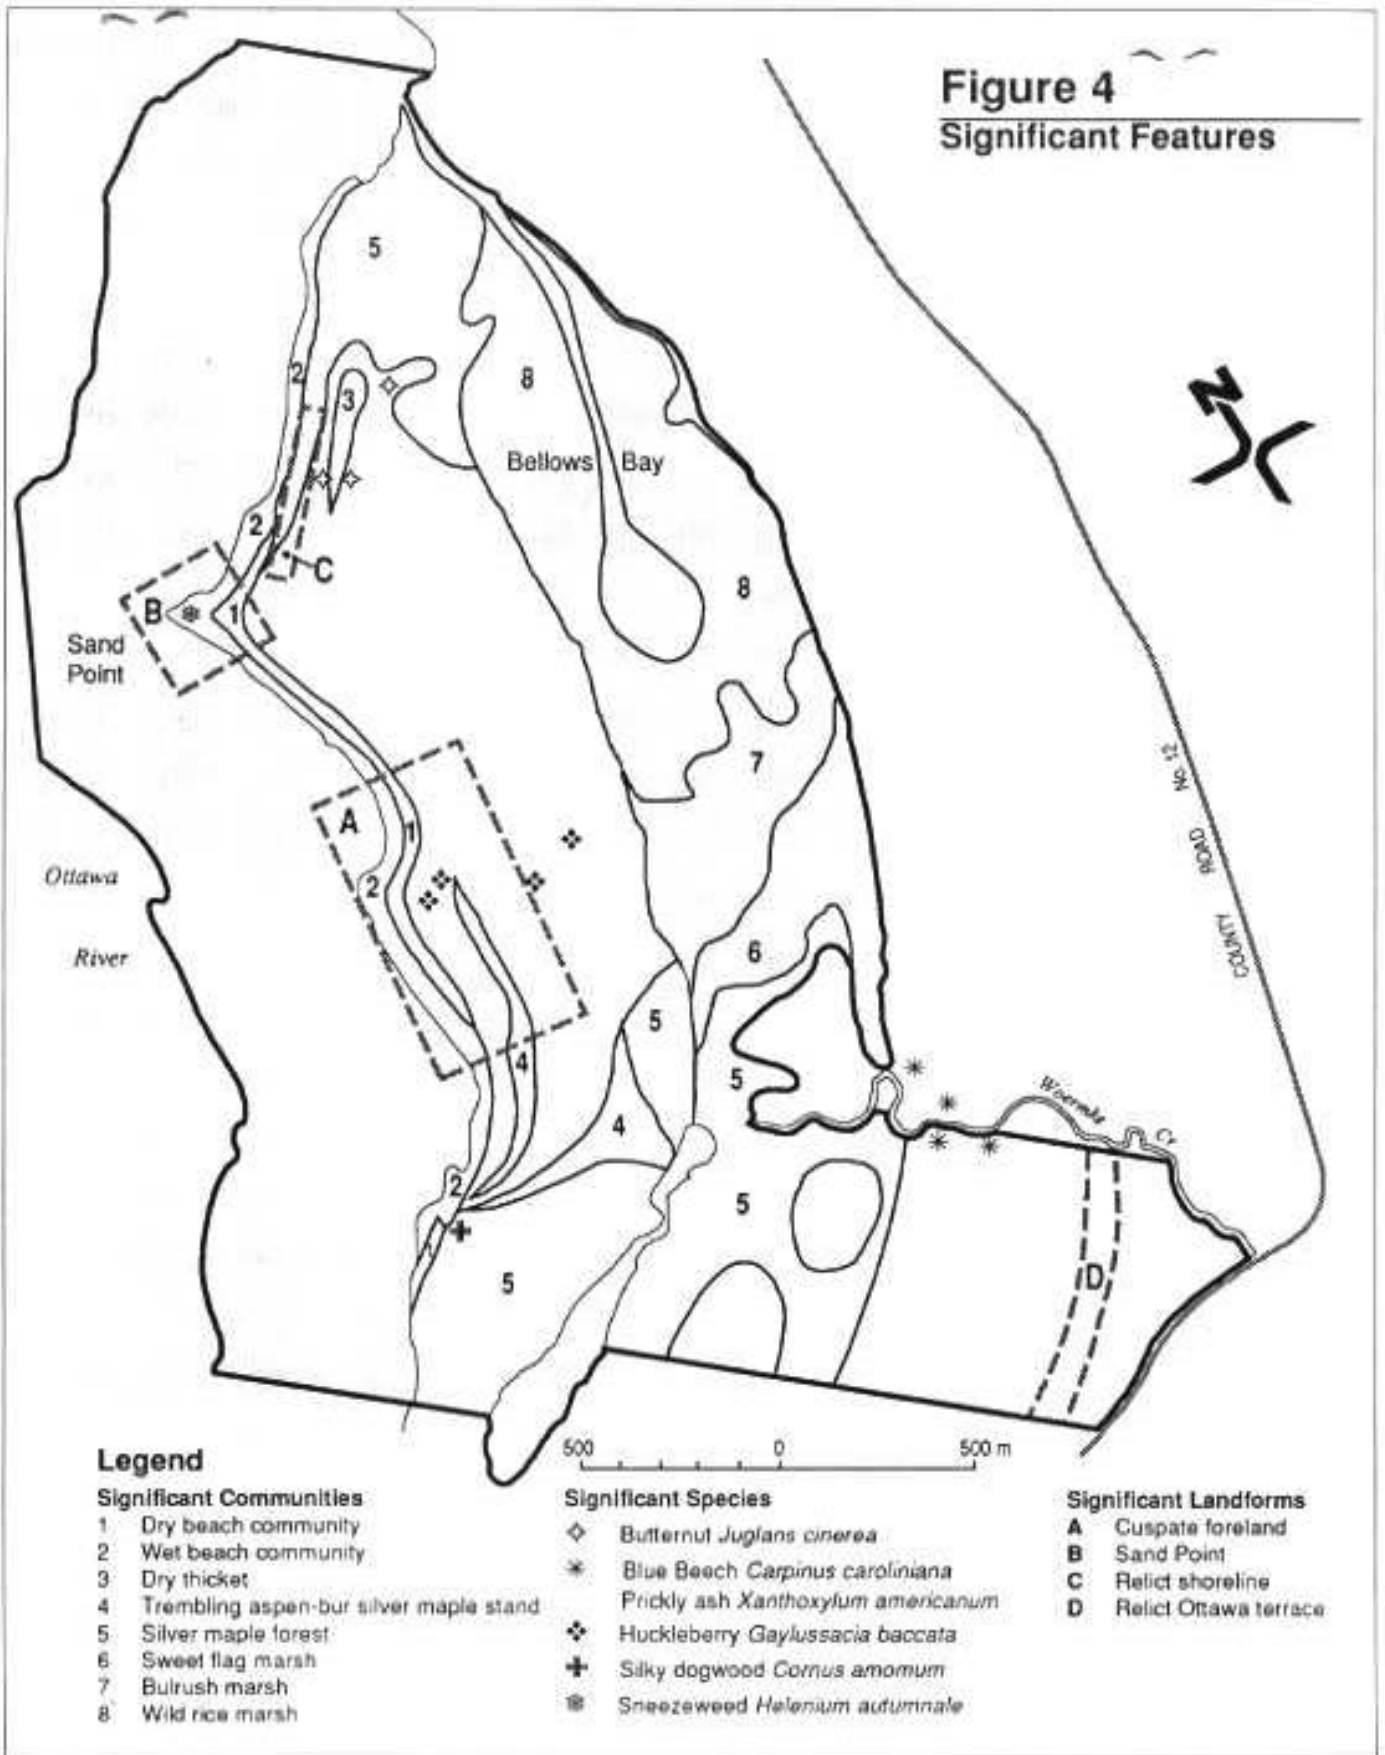 Figure 4
Significant Features
N
5
2
3
8
Bellows Bay
2
C
8
B
1
Sand
Point
7
A
1
Ottawa
2
River
6
5
4
5
4
2
5
1
5
D
Woermke Cr
COUNTY ROAD No. 12
500 0 500 m
Legend
Significant Communities
1 Dry beach community
2 Wet beach community
3 Dry thicket
4 Trembling aspen-bur silver maple stand
5 Silver maple forest
6 Sweet flag marsh
7 Bulrush marsh
8 Wild rice marsh
Significant Species
Butternut Juglans cinerea
Blue Beech Carpinus caroliniana
Prickly ash Xanthoxylum americanum
Huckleberry Gaylussacia baccata
Silky dogwood Cornus amomum
Sneezeweed Helenium autumnale
Significant Landforms
A Cuspate foreland
B Sand Point
C Relict shoreline
D Relict Ottawa terrace